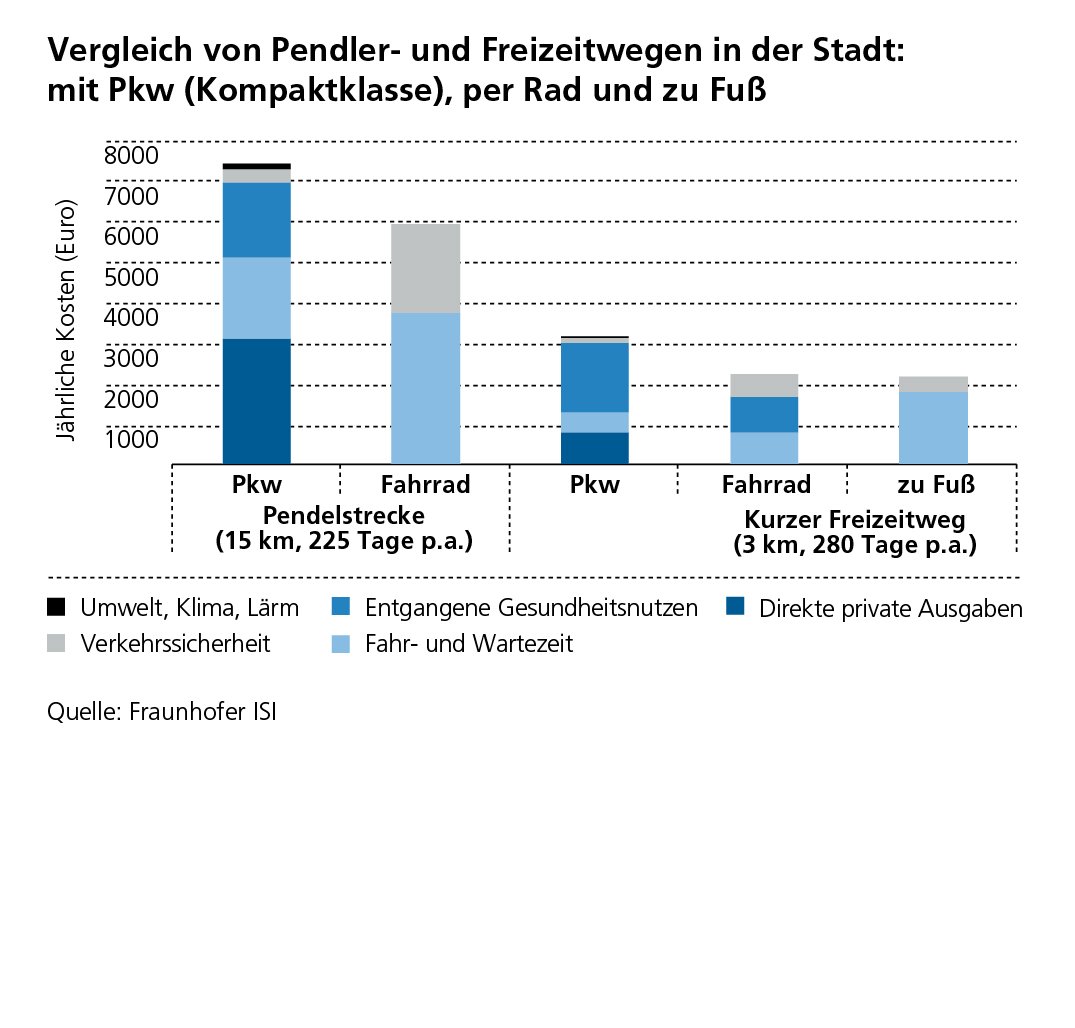 Vergleich von Pendler- und Freizeitwegen in der Stadt:
mit Pkw (Kompaktklasse), per Rad und zu Fuß
Jährliche Kosten (Euro)
8000
7000
6000
5000
4000
3000
2000
1000
Pkw
Fahrrad
Pkw
Fahrrad
zu Fuß
Pendelstrecke
(15 km, 225 Tage p.a.)
Kurzer Freizeitweg
(3 km, 280 Tage p.a.)
Umwelt, Klima, Lärm
Entgangene Gesundheitsnutzen
Direkte private Ausgaben
Verkehrssicherheit
Fahr- und Wartezeit
Quelle: Fraunhofer ISI